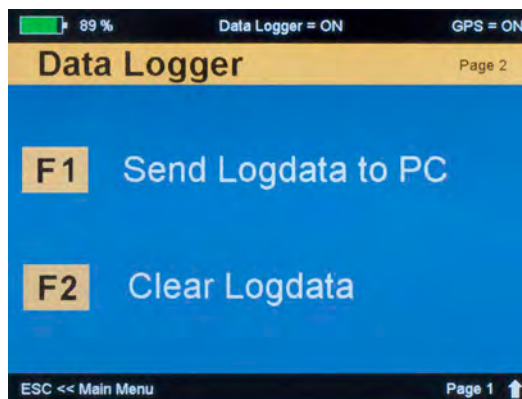 89 % Data Logger = ON GPS = ON
Data Logger Page 2
F1 Send Logdata to PC
F2 Clear Logdata
ESC << Main Menu Page 1